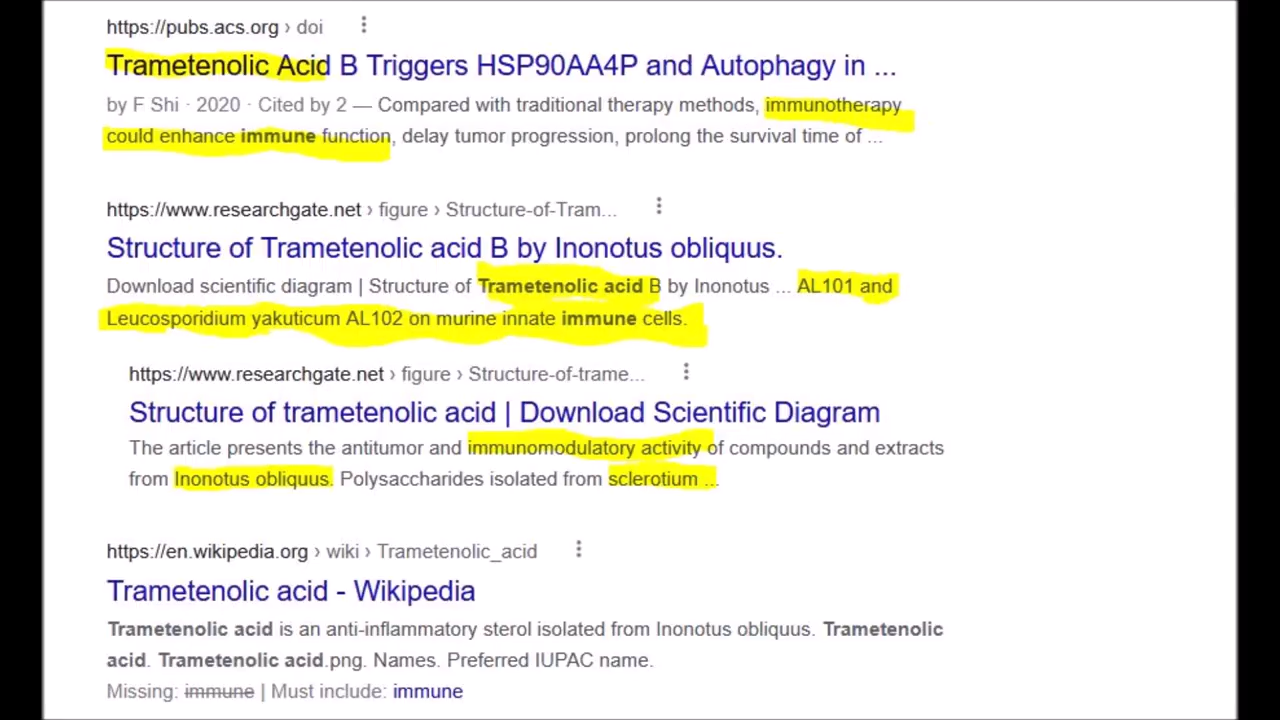 https://pubs.acs.org › doi
Trametenolic Acid B Triggers HSP90AA4P and Autophagy in ...
by F Shi · 2020 · Cited by 2 — Compared with traditional therapy methods, immunotherapy
could enhance immune function, delay tumor progression, prolong the survival time of ...
https://www.researchgate.net › figure › Structure-of-Tram...
Structure of Trametenolic acid B by Inonotus obliquus.
Download scientific diagram | Structure of Trametenolic acid B by Inonotus ... AL101 and
Leucosporidium yakuticum AL102 on murine innate immune cells.
https://www.researchgate.net › figure › Structure-of-trame...
Structure of trametenolic acid | Download Scientific Diagram
The article presents the antitumor and immunomodulatory activity of compounds and extracts
from Inonotus obliquus. Polysaccharides isolated from sclerotium ...
https://en.wikipedia.org › wiki › Trametenolic_acid
Trametenolic acid - Wikipedia
Trametenolic acid is an anti-inflammatory sterol isolated from Inonotus obliquus. Trametenolic
acid. Trametenolic acid.png. Names. Preferred IUPAC name.
Missing: immune | Must include: immune